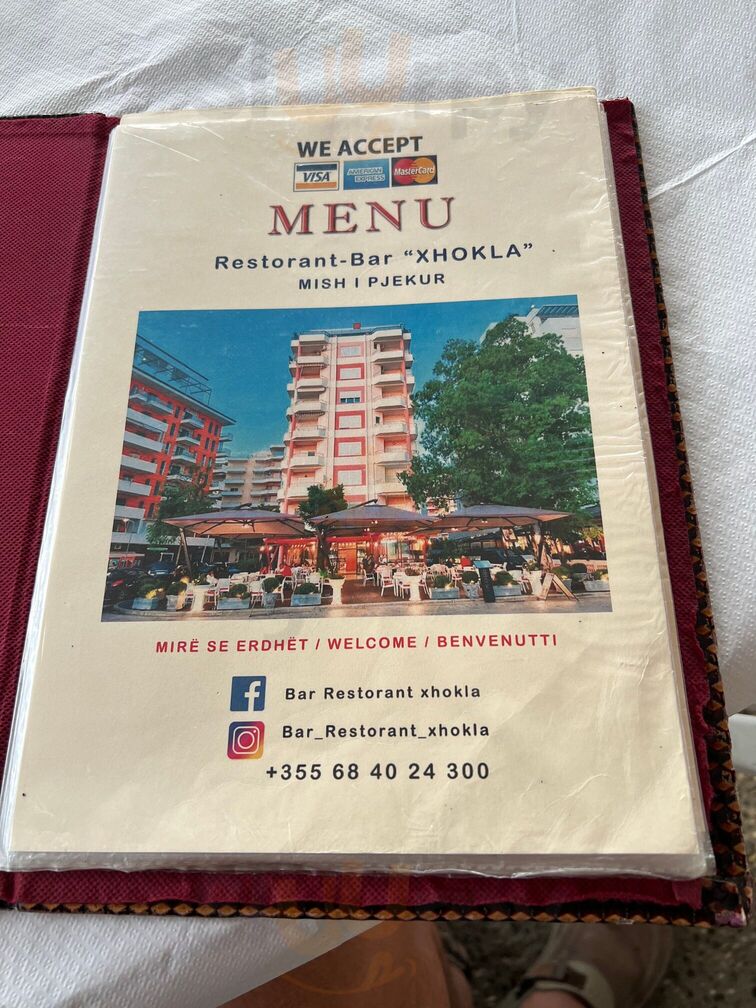 WE ACCEPT
VISA
AMERICAN EXPRESS
MasterCard
MENU
Restorant-Bar “XHOKLA”
MISH I PJEKUR
MIRË SE ERDHËT / WELCOME / BENVENUTTI
Bar Restorant xhokla
Bar_Restorant_xhokla
+355 68 40 24 300